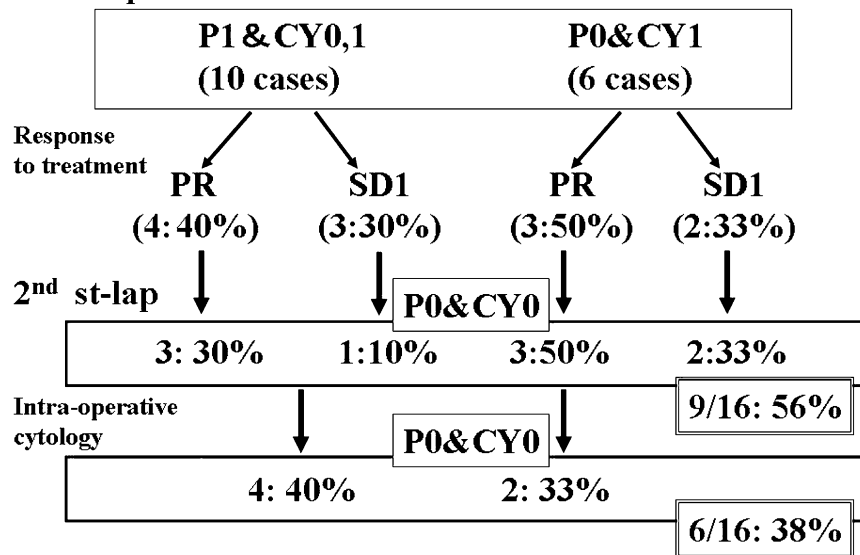 P1&CY0,1 P0&CY1
(10 cases) (6 cases)
Response
to treatment
PR SD1 PR SD1
(4: 40%) (3:30%) (3:50%) (2:33%)
2nd st-lap
P0&CY0
3: 30% 1:10% 3:50% 2:33%
9/16: 56%
Intra-operative
cytology
P0&CY0
4: 40% 2: 33%
6/16: 38%